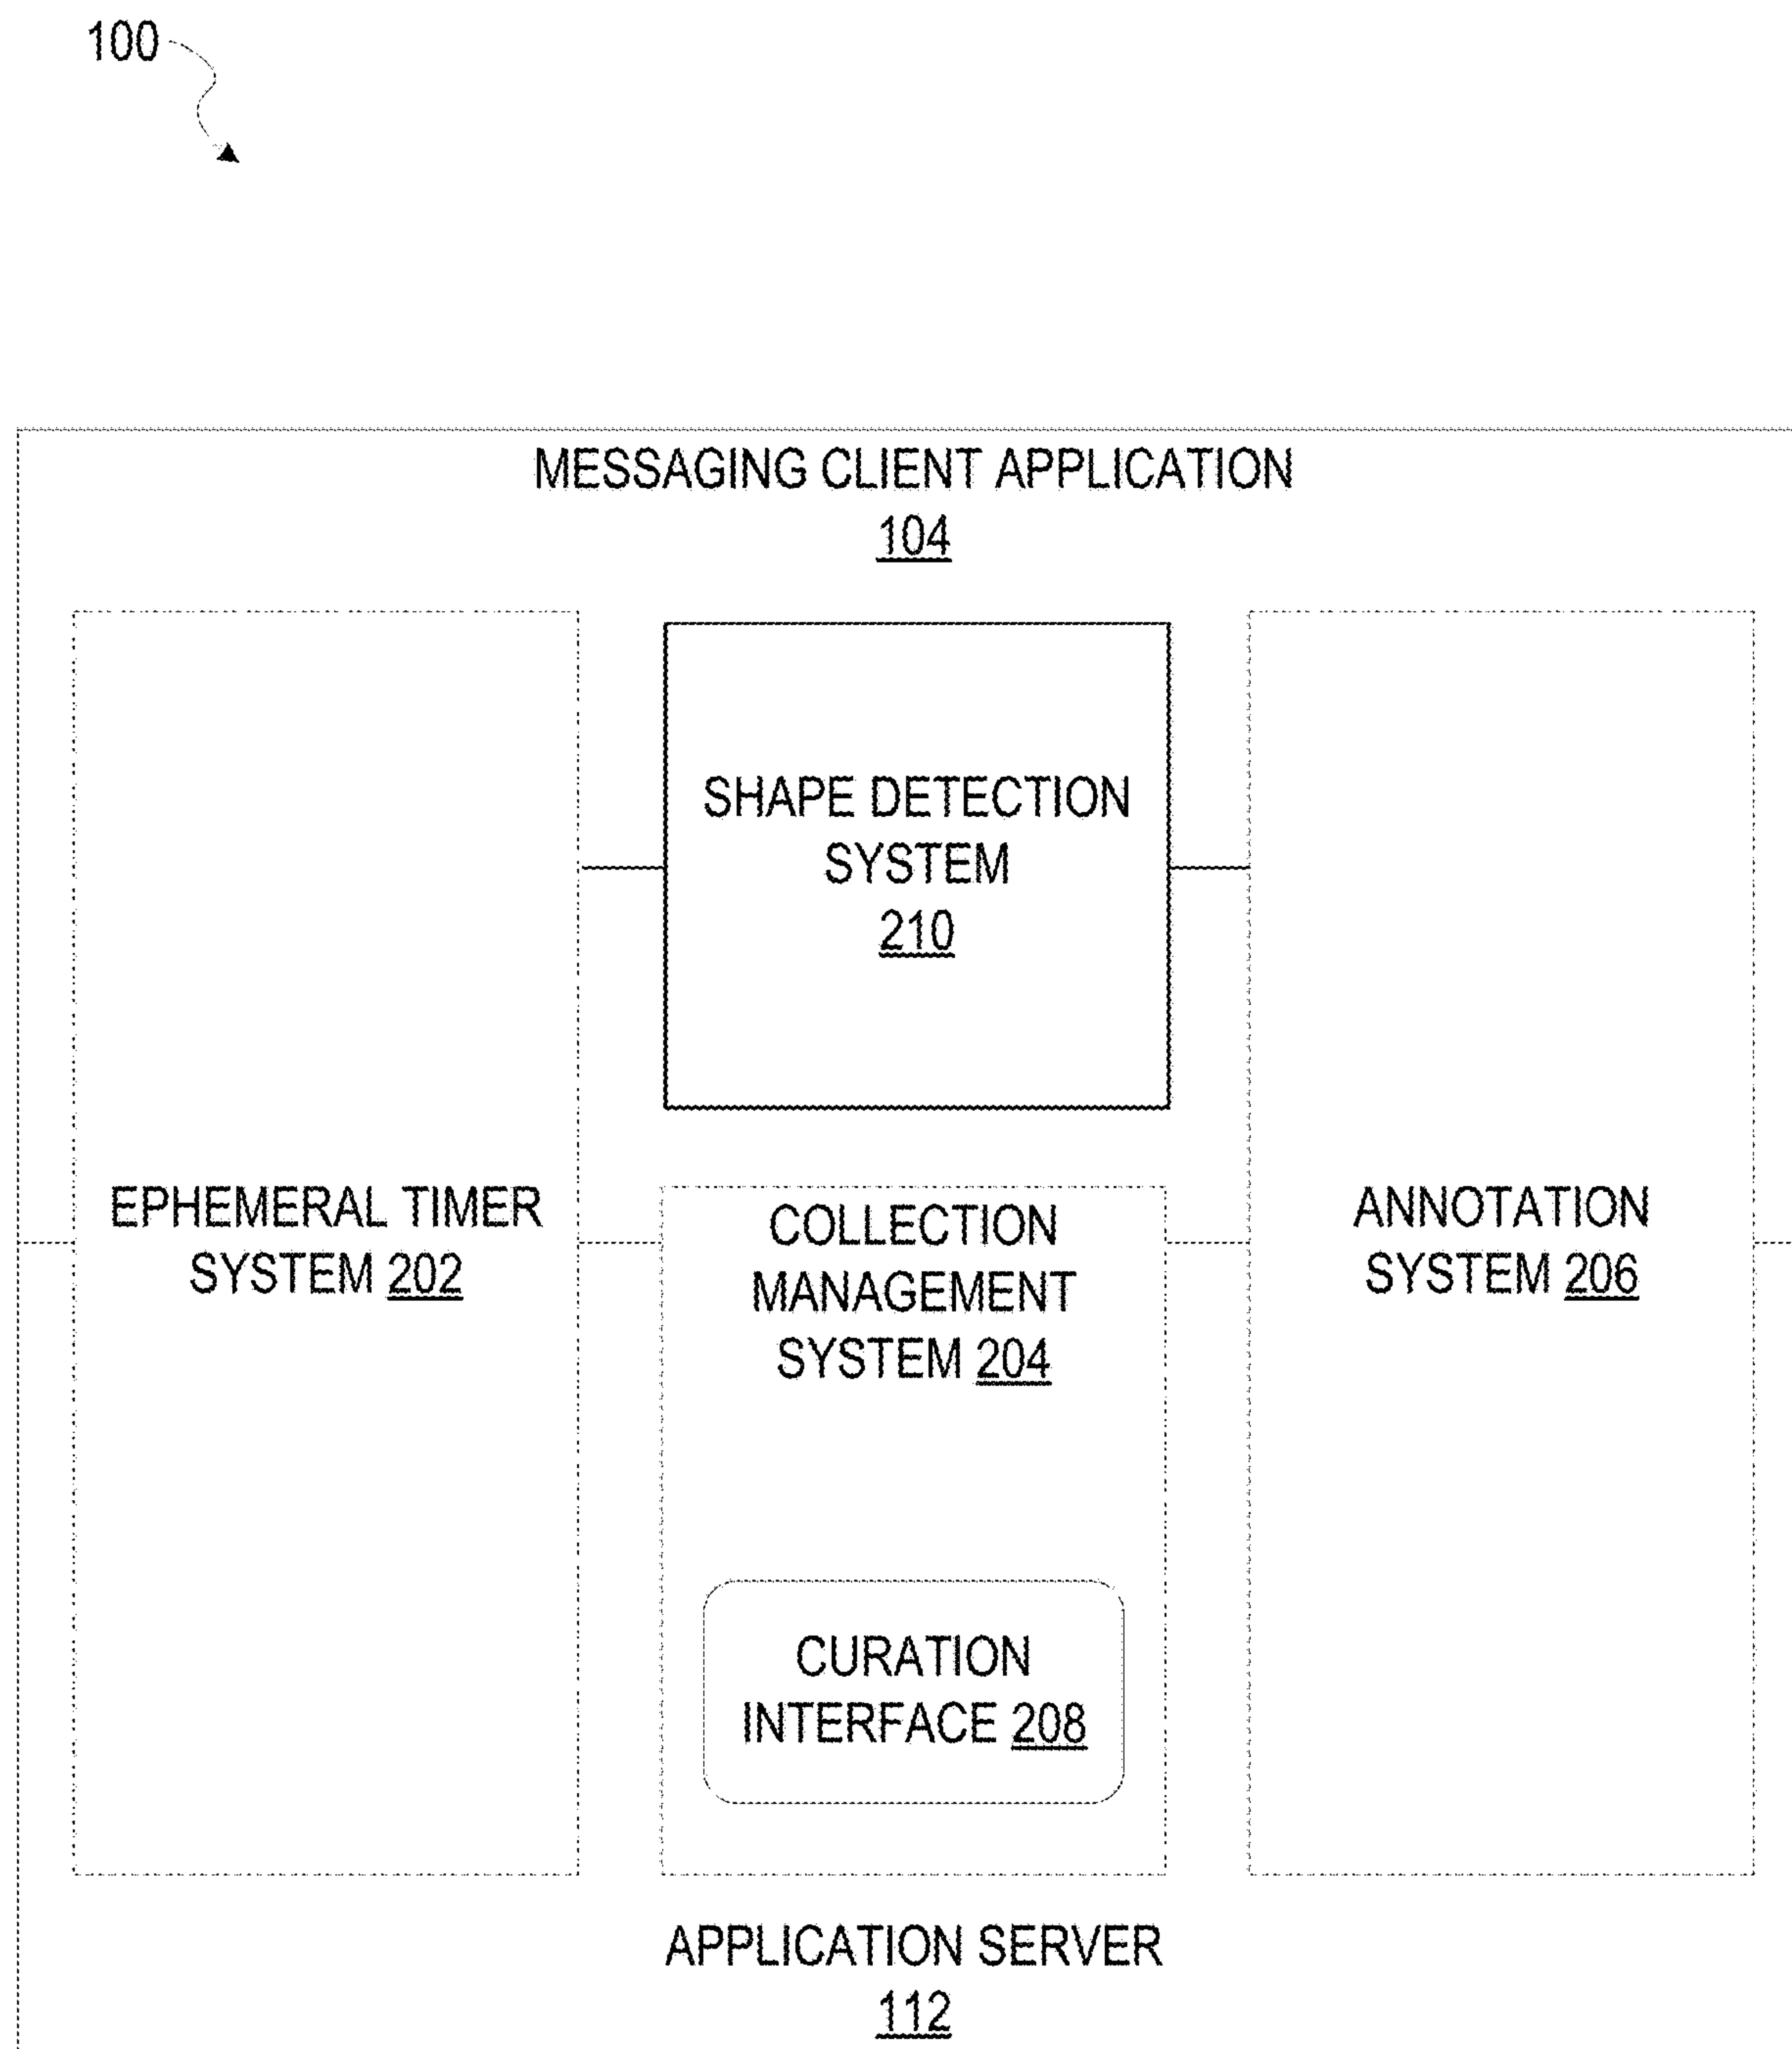 100
MESSAGING CLIENT APPLICATION
104
SHAPE DETECTION
SYSTEM
210
EPHEMERAL TIMER
SYSTEM 202
COLLECTION
MANAGEMENT
SYSTEM 204
ANNOTATION
SYSTEM 206
CURATION
INTERFACE 208
APPLICATION SERVER
112